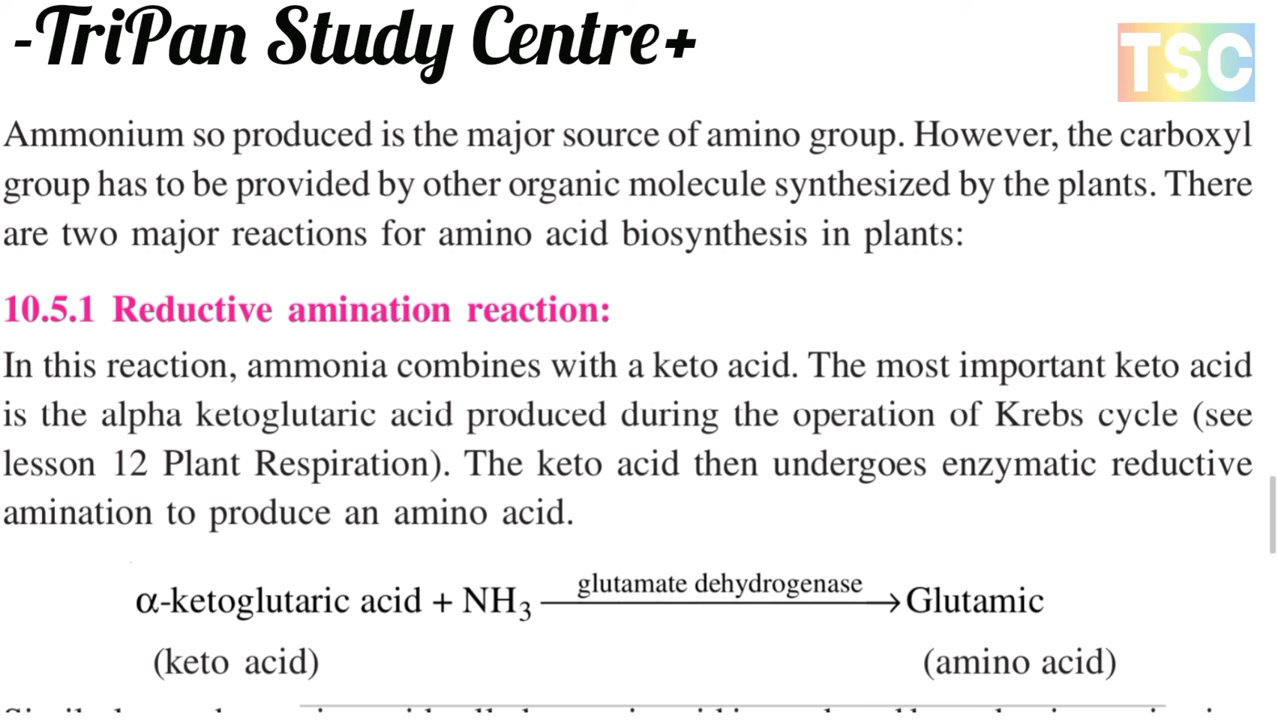 -TriPan Study Centre+
TSC
Ammonium so produced is the major source of amino group. However, the carboxyl
group has to be provided by other organic molecule synthesized by the plants. There
are two major reactions for amino acid biosynthesis in plants:
10.5.1 Reductive amination reaction:
In this reaction, ammonia combines with a keto acid. The most important keto acid
is the alpha ketoglutaric acid produced during the operation of Krebs cycle (see
lesson 12 Plant Respiration). The keto acid then undergoes enzymatic reductive
amination to produce an amino acid.
glutamate dehydrogenase
α-ketoglutaric acid + NH₃ ⟶ Glutamic
(keto acid) (amino acid)